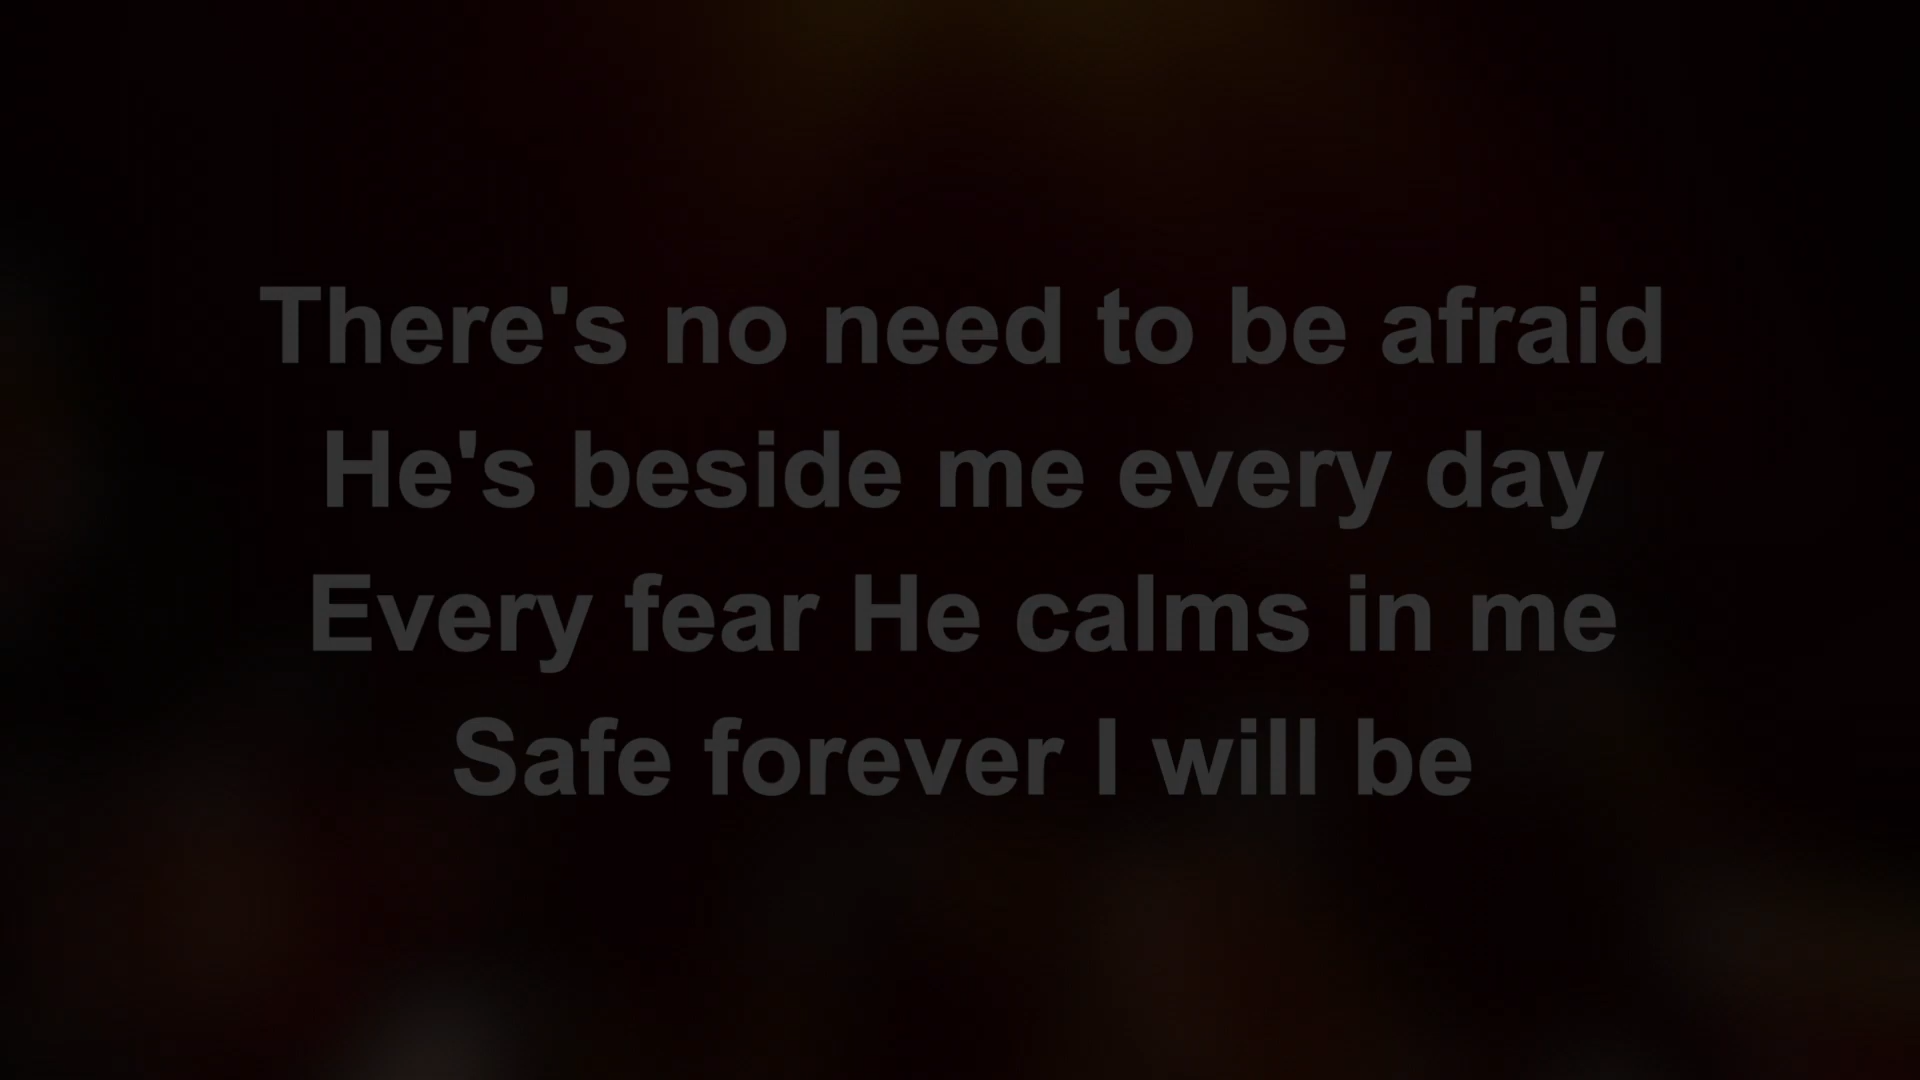 There's no need to be afraid
He's beside me every day
Every fear He calms in me
Safe forever I will be